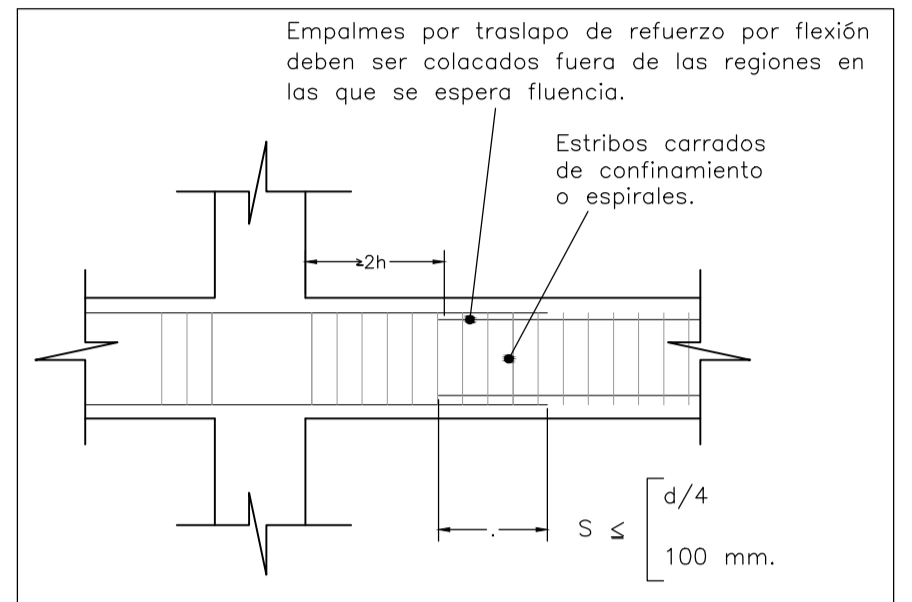 Empalmes por traslapo de refuerzo por flexión
deben ser colacados fuera de las regiones en
las que se espera fluencia.
Estribos carrados
de confinamiento
o espirales.
≥2h
S ≤
d/4
100 mm.